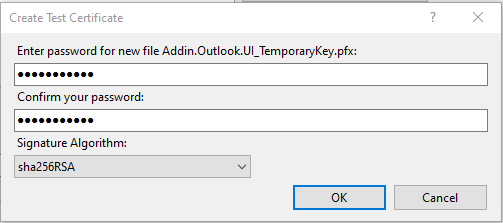 Create Test Certificate
?
Enter password for new file Addin.Outlook.UI_TemporaryKey.pfx:
●●●●●●●●●●●
Confirm your password:
●●●●●●●●●●●
Signature Algorithm:
sha256RSA
OK Cancel